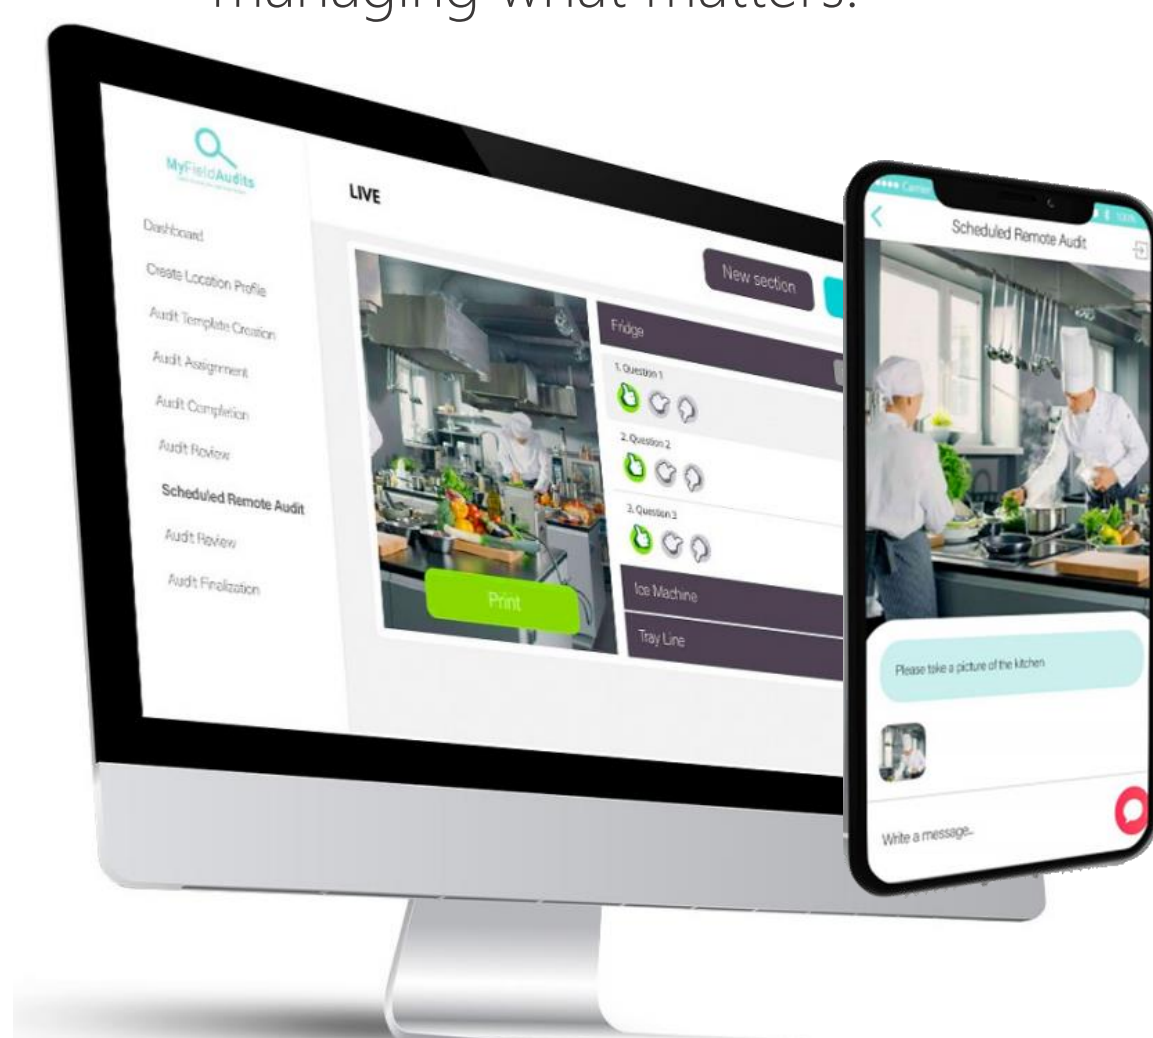 managing what matters.
MyFieldAudits
Dashboard
Create Location Profile
Audit Template Creation
Audit Assignment
Audit Completion
Audit Review
Scheduled Remote Audit
Audit Review
Audit Finalization
LIVE
New section
Print
Fridge
1. Question 1
2. Question 2
3. Question 3
Ice Machine
Tray Line
Carrier
100%
Scheduled Remote Audit
Please take a picture of the kitchen
Write a message...